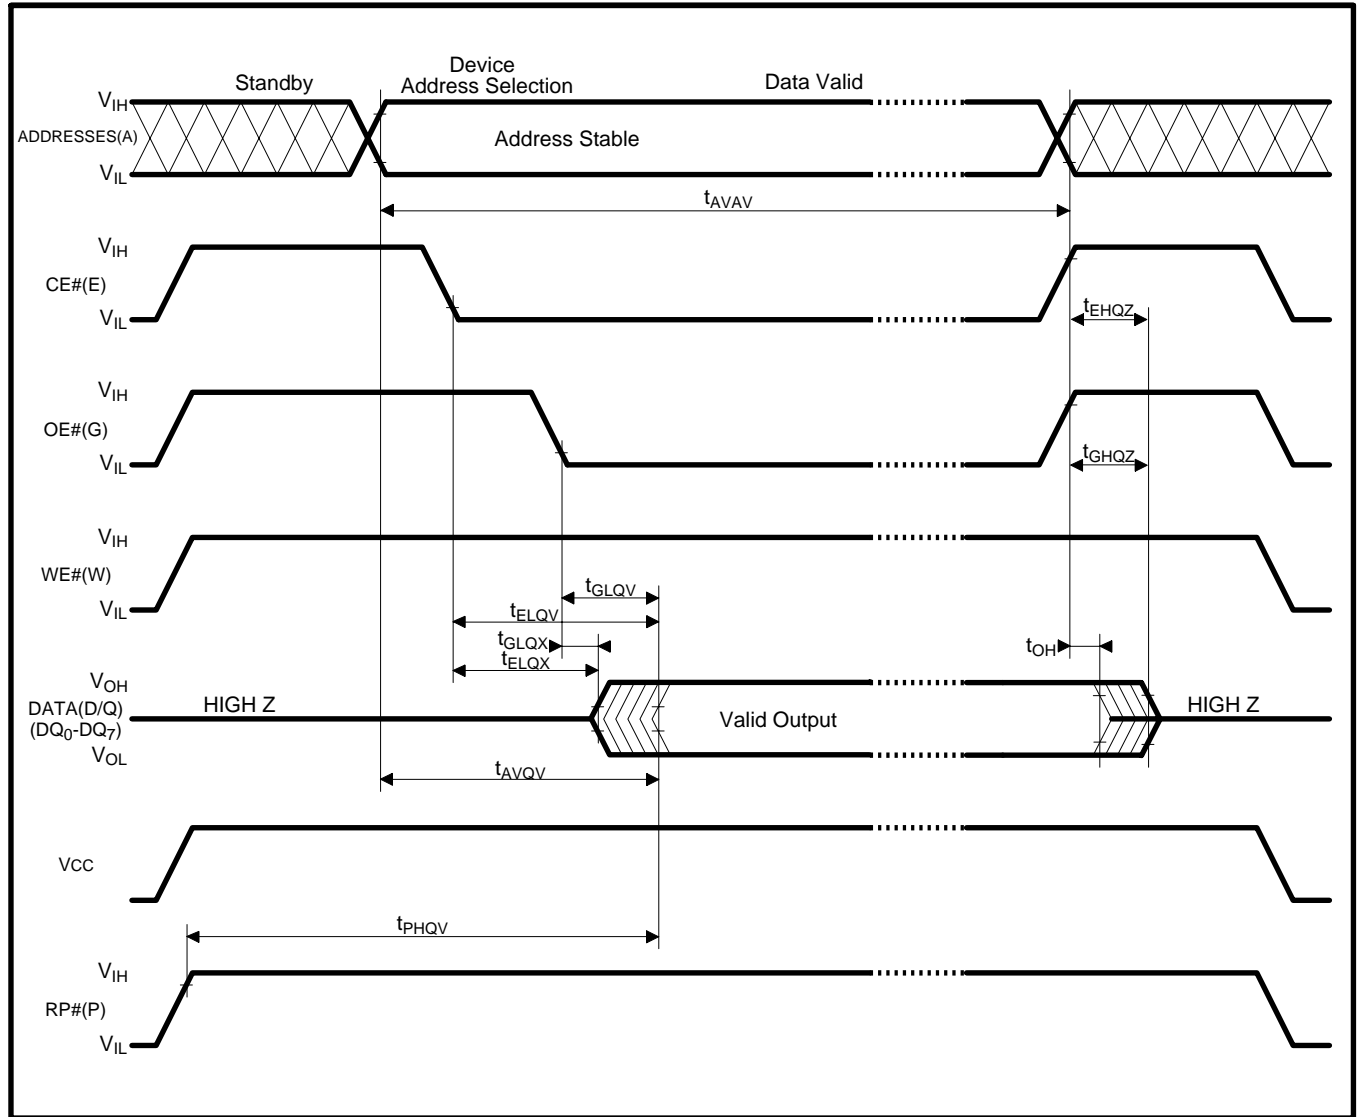 Standby
Device
Address Selection
Data Valid
VIH
ADDRESSES(A)
Address Stable
VIL
tAVAV
VIH
CE#(E)
VIL
tEHQZ
VIH
OE#(G)
VIL
tGHQZ
VIH
WE#(W)
VIL
tGLQV
tELQV
tGLQX
tOH
tELQX
VOH
DATA(D/Q)
(DQ0-DQ7)
VOL
HIGH Z
Valid Output
HIGH Z
tAVQV
VCC
tPHQV
VIH
RP#(P)
VIL